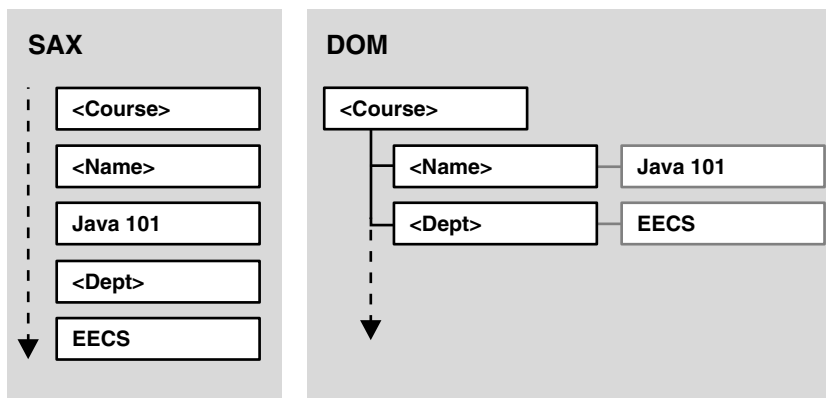 SAX
<Course>
<Name>
Java 101
<Dept>
EECS
DOM
<Course>
<Name> Java 101
<Dept> EECS